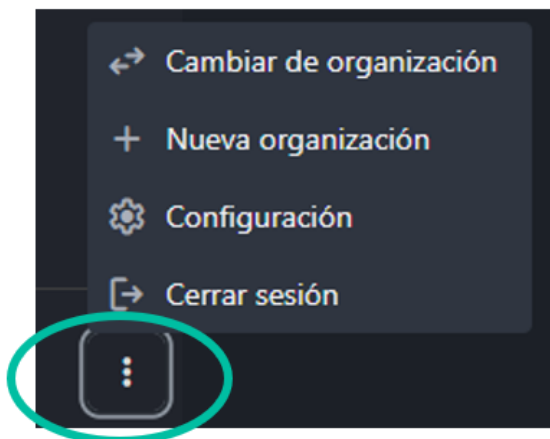 Cambiar de organización
Nueva organización
Configuración
Cerrar sesión